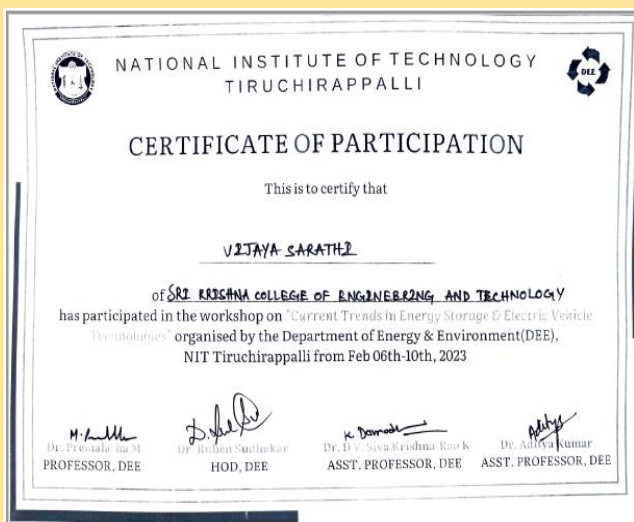 NATIONAL INSTITUTE OF TECHNOLOGY
TIRUCHIRAPPALLI
DEE
CERTIFICATE OF PARTICIPATION
This is to certify that
VIJAYA SARATHI
of SRI KRISHNA COLLEGE OF ENGINEERING AND TECHNOLOGY
has participated in the workshop on "Current Trends in Energy Storage & Electric Vehicle
Technologies" organised by the Department of Energy & Environment(DEE),
NIT Tiruchirappalli from Feb 06th-10th, 2023
Dr. Premalatha M
PROFESSOR, DEE
Dr. Ruben Sudhakar
HOD, DEE
Dr. D V. Siva Krishna Rao K
ASST. PROFESSOR, DEE
Dr. Aditya Kumar
ASST. PROFESSOR, DEE